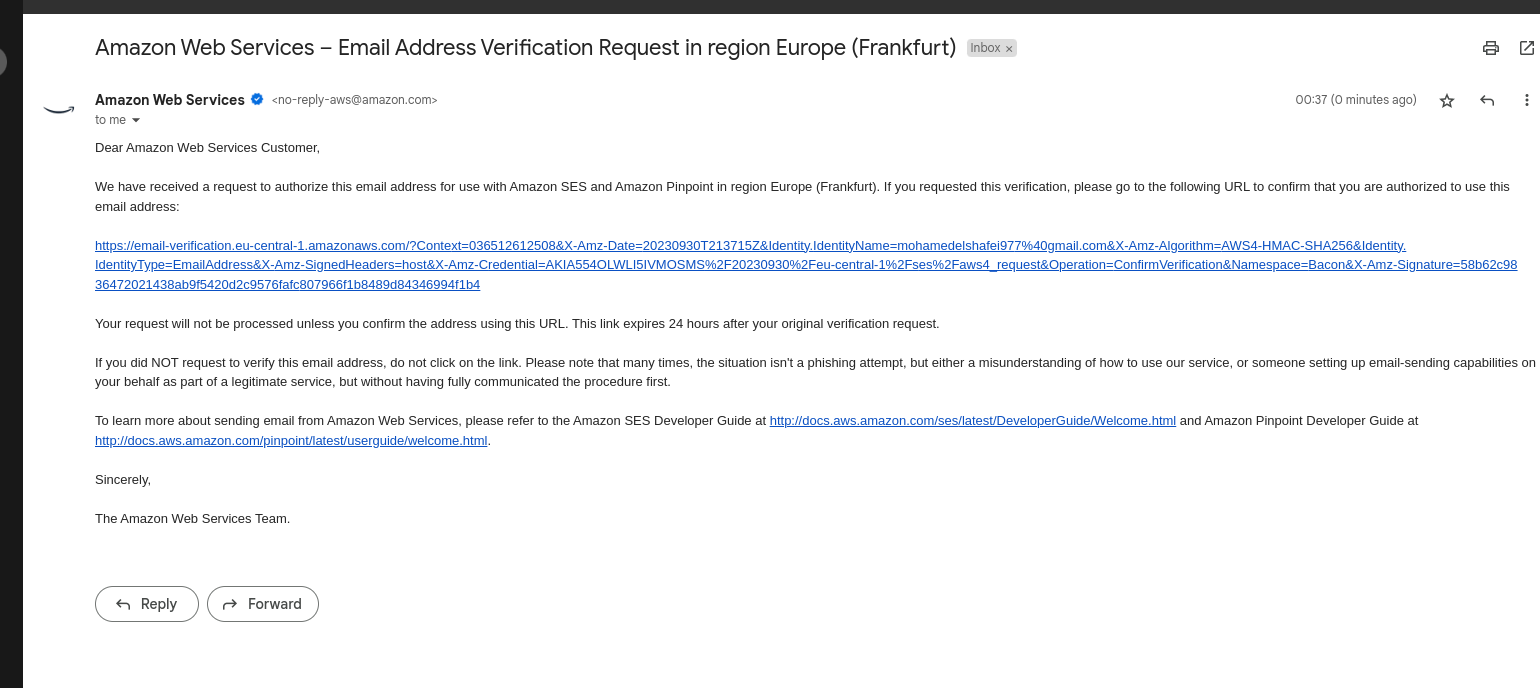 Amazon Web Services – Email Address Verification Request in region Europe (Frankfurt) Inbox ×
Amazon Web Services <no-reply-aws@amazon.com> 00:37 (0 minutes ago)
to me
Dear Amazon Web Services Customer,
We have received a request to authorize this email address for use with Amazon SES and Amazon Pinpoint in region Europe (Frankfurt). If you requested this verification, please go to the following URL to confirm that you are authorized to use this
email address:
https://email-verification.eu-central-1.amazonaws.com/?Context=036512612508&X-Amz-Date=20230930T213715Z&Identity.IdentityName=mohamedelshafei977%40gmail.com&X-Amz-Algorithm=AWS4-HMAC-SHA256&Identity.
IdentityType=EmailAddress&X-Amz-SignedHeaders=host&X-Amz-Credential=AKIA554OLWLI5IVMOSMS%2F20230930%2Feu-central-1%2Fses%2Faws4_request&Operation=ConfirmVerification&Namespace=Bacon&X-Amz-Signature=58b62c98
36472021438ab9f5420d2c9576fafc807966f1b8489d84346994f1b4
Your request will not be processed unless you confirm the address using this URL. This link expires 24 hours after your original verification request.
If you did NOT request to verify this email address, do not click on the link. Please note that many times, the situation isn't a phishing attempt, but either a misunderstanding of how to use our service, or someone setting up email-sending capabilities on
your behalf as part of a legitimate service, but without having fully communicated the procedure first.
To learn more about sending email from Amazon Web Services, please refer to the Amazon SES Developer Guide at http://docs.aws.amazon.com/ses/latest/DeveloperGuide/Welcome.html and Amazon Pinpoint Developer Guide at
http://docs.aws.amazon.com/pinpoint/latest/userguide/welcome.html.
Sincerely,
The Amazon Web Services Team.
Reply Forward